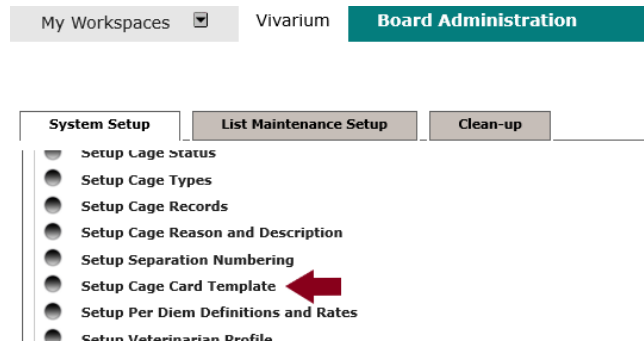 My Workspaces Vivarium Board Administration
System Setup List Maintenance Setup Clean-up
Setup Cage Status
Setup Cage Types
Setup Cage Records
Setup Cage Reason and Description
Setup Separation Numbering
Setup Cage Card Template
Setup Per Diem Definitions and Rates
Setup Veterinarian Profile